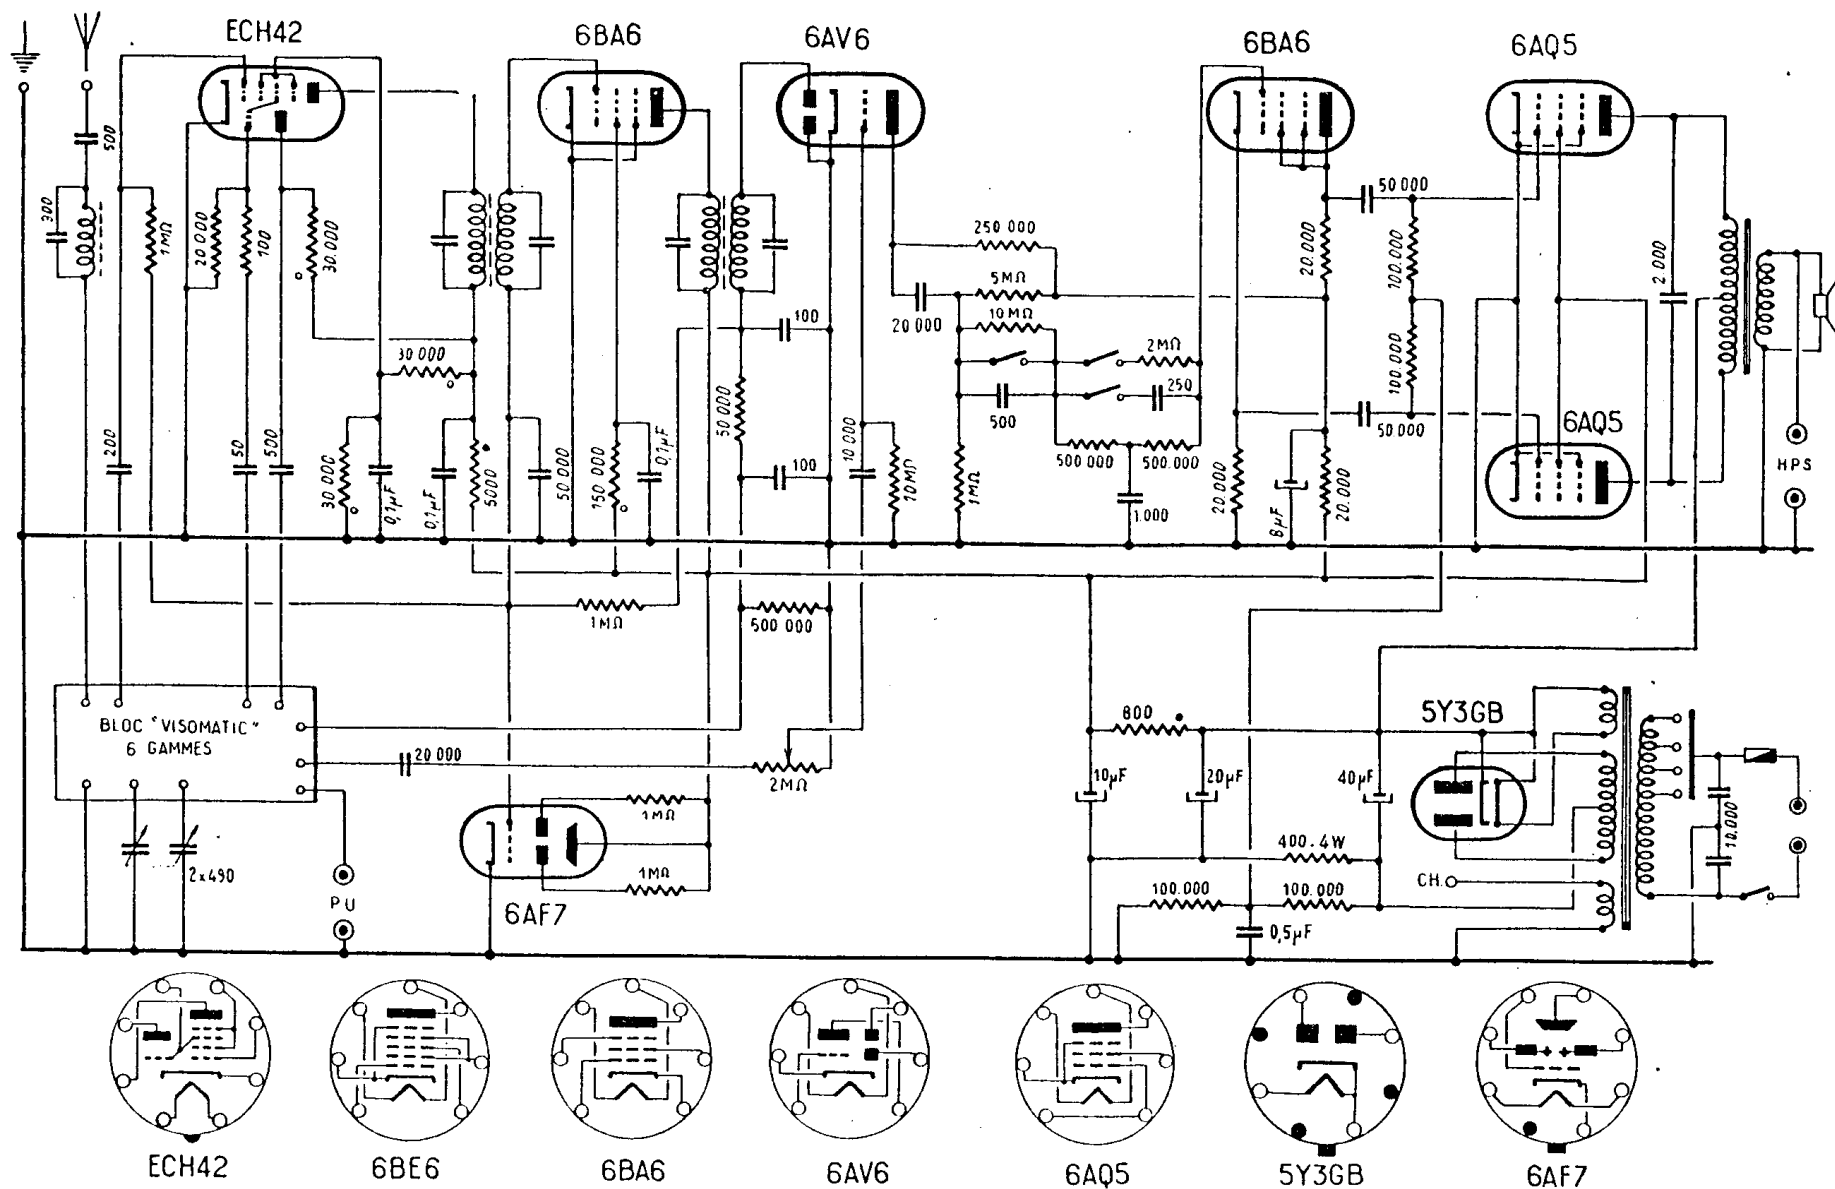 ECH42
6BA6
6AV6
6BA6
6AQ5
500
300
1MΩ
20 000
100
30.000
30 000
200
50
500
30 000
0,1µF
0,1µF
5000
50 000
150 000
0,1µF
50 000
100
100
10 000
10MΩ
250 000
5MΩ
10MΩ
20 000
2MΩ
500
250
500 000
500.000
1MΩ
1.000
20.000
50 000
100.000
100.000
50 000
20.000
8µF
20.000
2.000
6AQ5
HPS
1MΩ
500 000
BLOC "VISOMATIC"
6 GAMMES
20 000
2MΩ
2x490
PU
1MΩ
1MΩ
6AF7
800
10µF
20µF
40µF
5Y3GB
400.4W
100.000
100.000
0,5µF
CH.
10.000
ECH42
6BE6
6BA6
6AV6
6AQ5
5Y3GB
6AF7